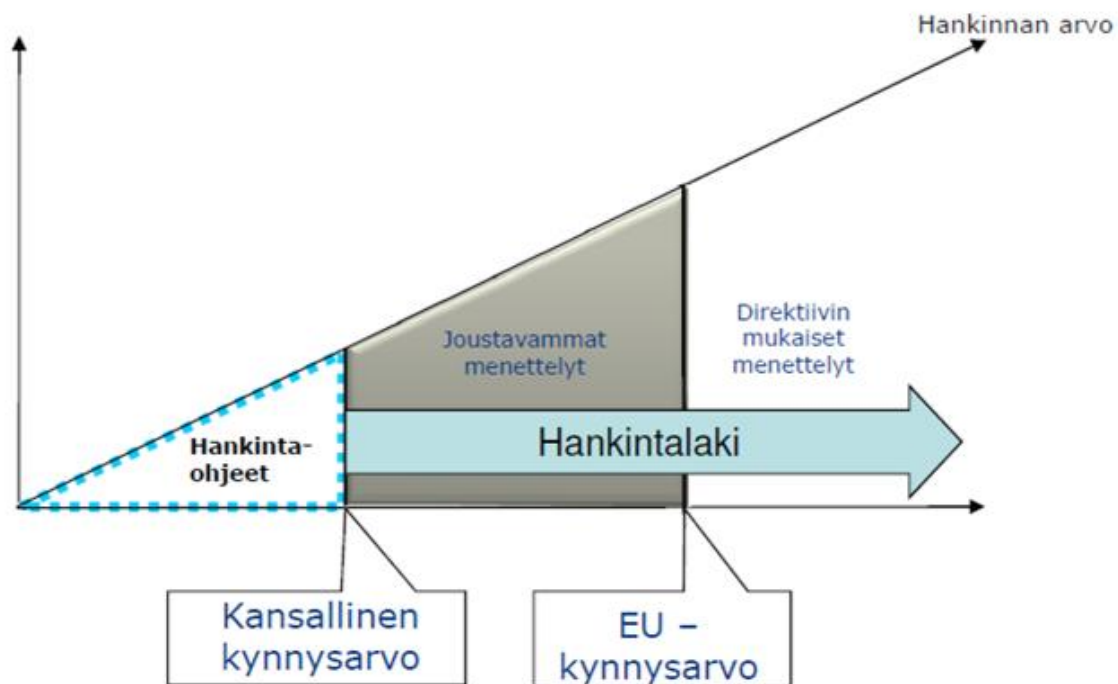 Hankinnan arvo
Joustavammat
menettelyt
Direktiivin
mukaiset
menettelyt
Hankinta-
ohjeet
Hankintalaki
Kansallinen
kynnysarvo
EU –
kynnysarvo